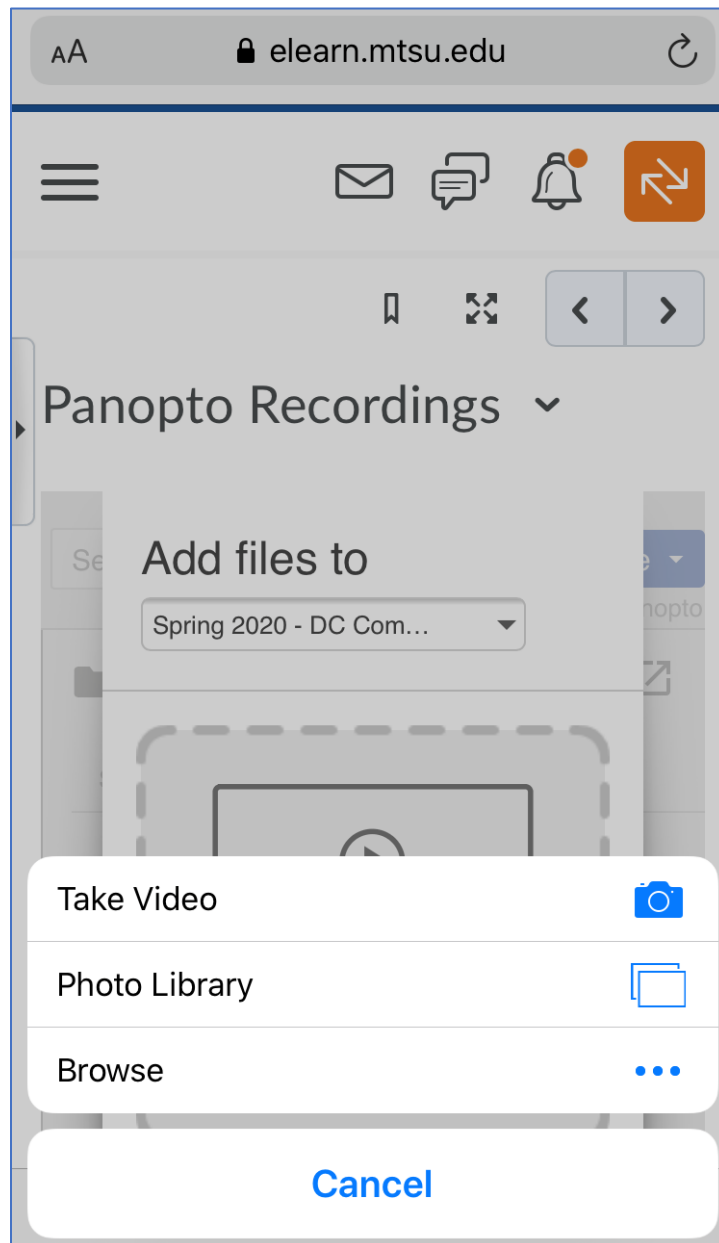 AA elearn.mtsu.edu
Panopto Recordings
Add files to
Spring 2020 - DC Com...
Take Video
Photo Library
Browse
Cancel